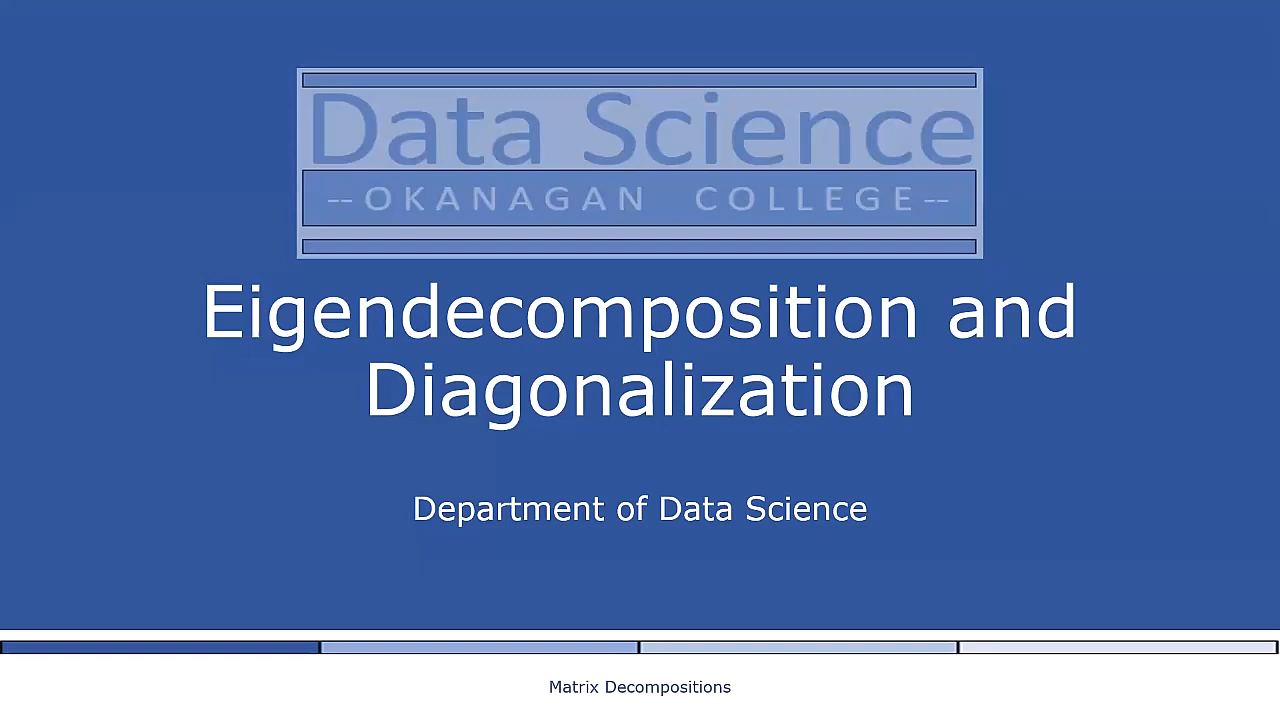 Data Science
--OKANAGAN COLLEGE--
Eigendecomposition and
Diagonalization
Department of Data Science
Matrix Decompositions